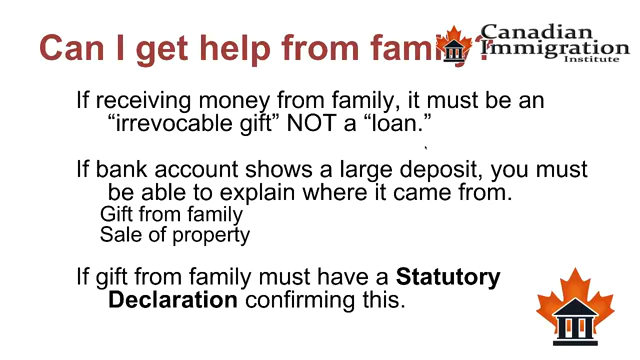 Can I get help from family?
Canadian
Immigration
Institute
If receiving money from family, it must be an
“irrevocable gift” NOT a “loan.”
If bank account shows a large deposit, you must
be able to explain where it came from.
Gift from family
Sale of property
If gift from family must have a Statutory
Declaration confirming this.